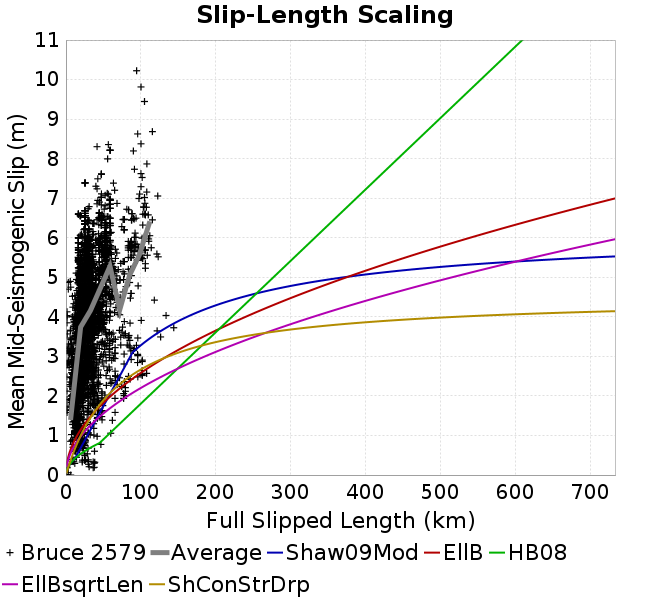 Slip-Length Scaling
Mean Mid-Seismogenic Slip (m)
11
10
9
8
7
6
5
4
3
2
1
0
0 100 200 300 400 500 600 700
Full Slipped Length (km)
Bruce 2579 Average Shaw09Mod EllB HB08
EllBsqrtLen ShConStrDrp